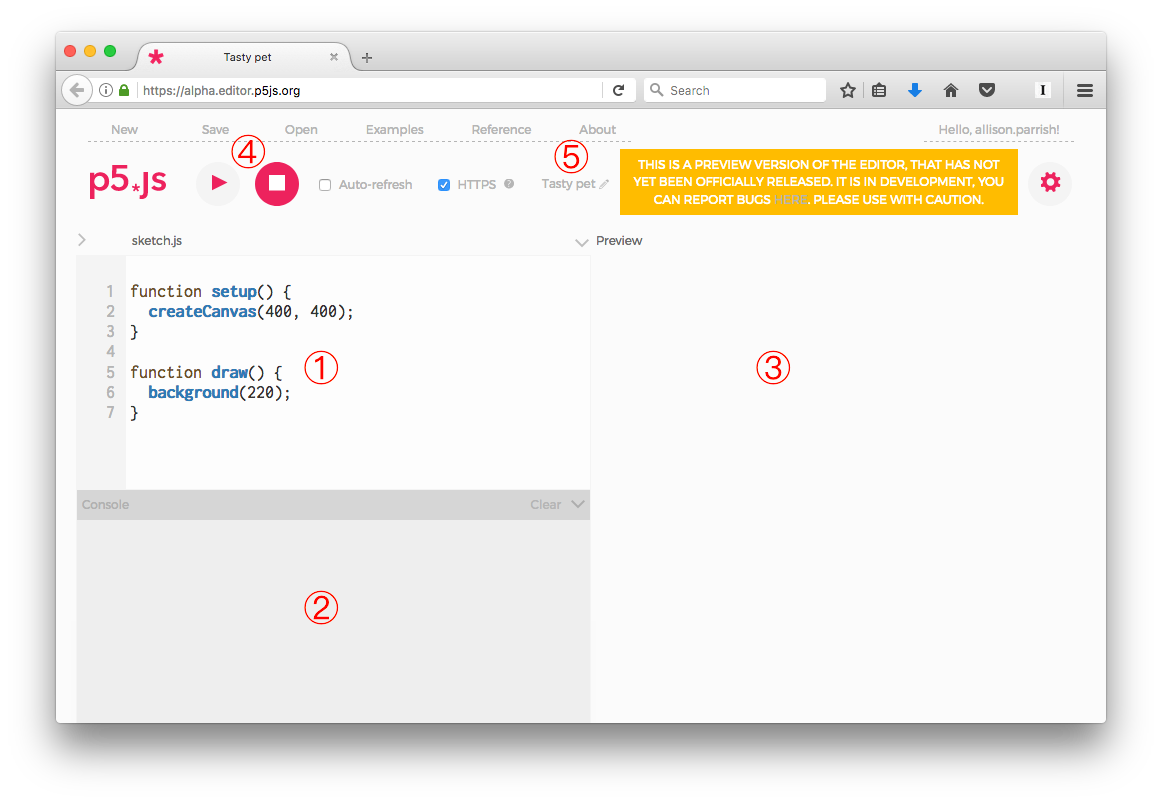 Tasty pet
https://alpha.editor.p5js.org
Search
I
New Save Open Examples Reference About Hello, allison.parrish!
④ ⑤
p5*js Auto-refresh HTTPS ? Tasty pet
THIS IS A PREVIEW VERSION OF THE EDITOR, THAT HAS NOT
YET BEEN OFFICIALLY RELEASED. IT IS IN DEVELOPMENT, YOU
CAN REPORT BUGS HERE. PLEASE USE WITH CAUTION.
sketch.js
Preview
1 function setup() {
2 createCanvas(400, 400);
3 }
4
5 function draw() {
6 background(220);
7 }
①
③
Console Clear
②